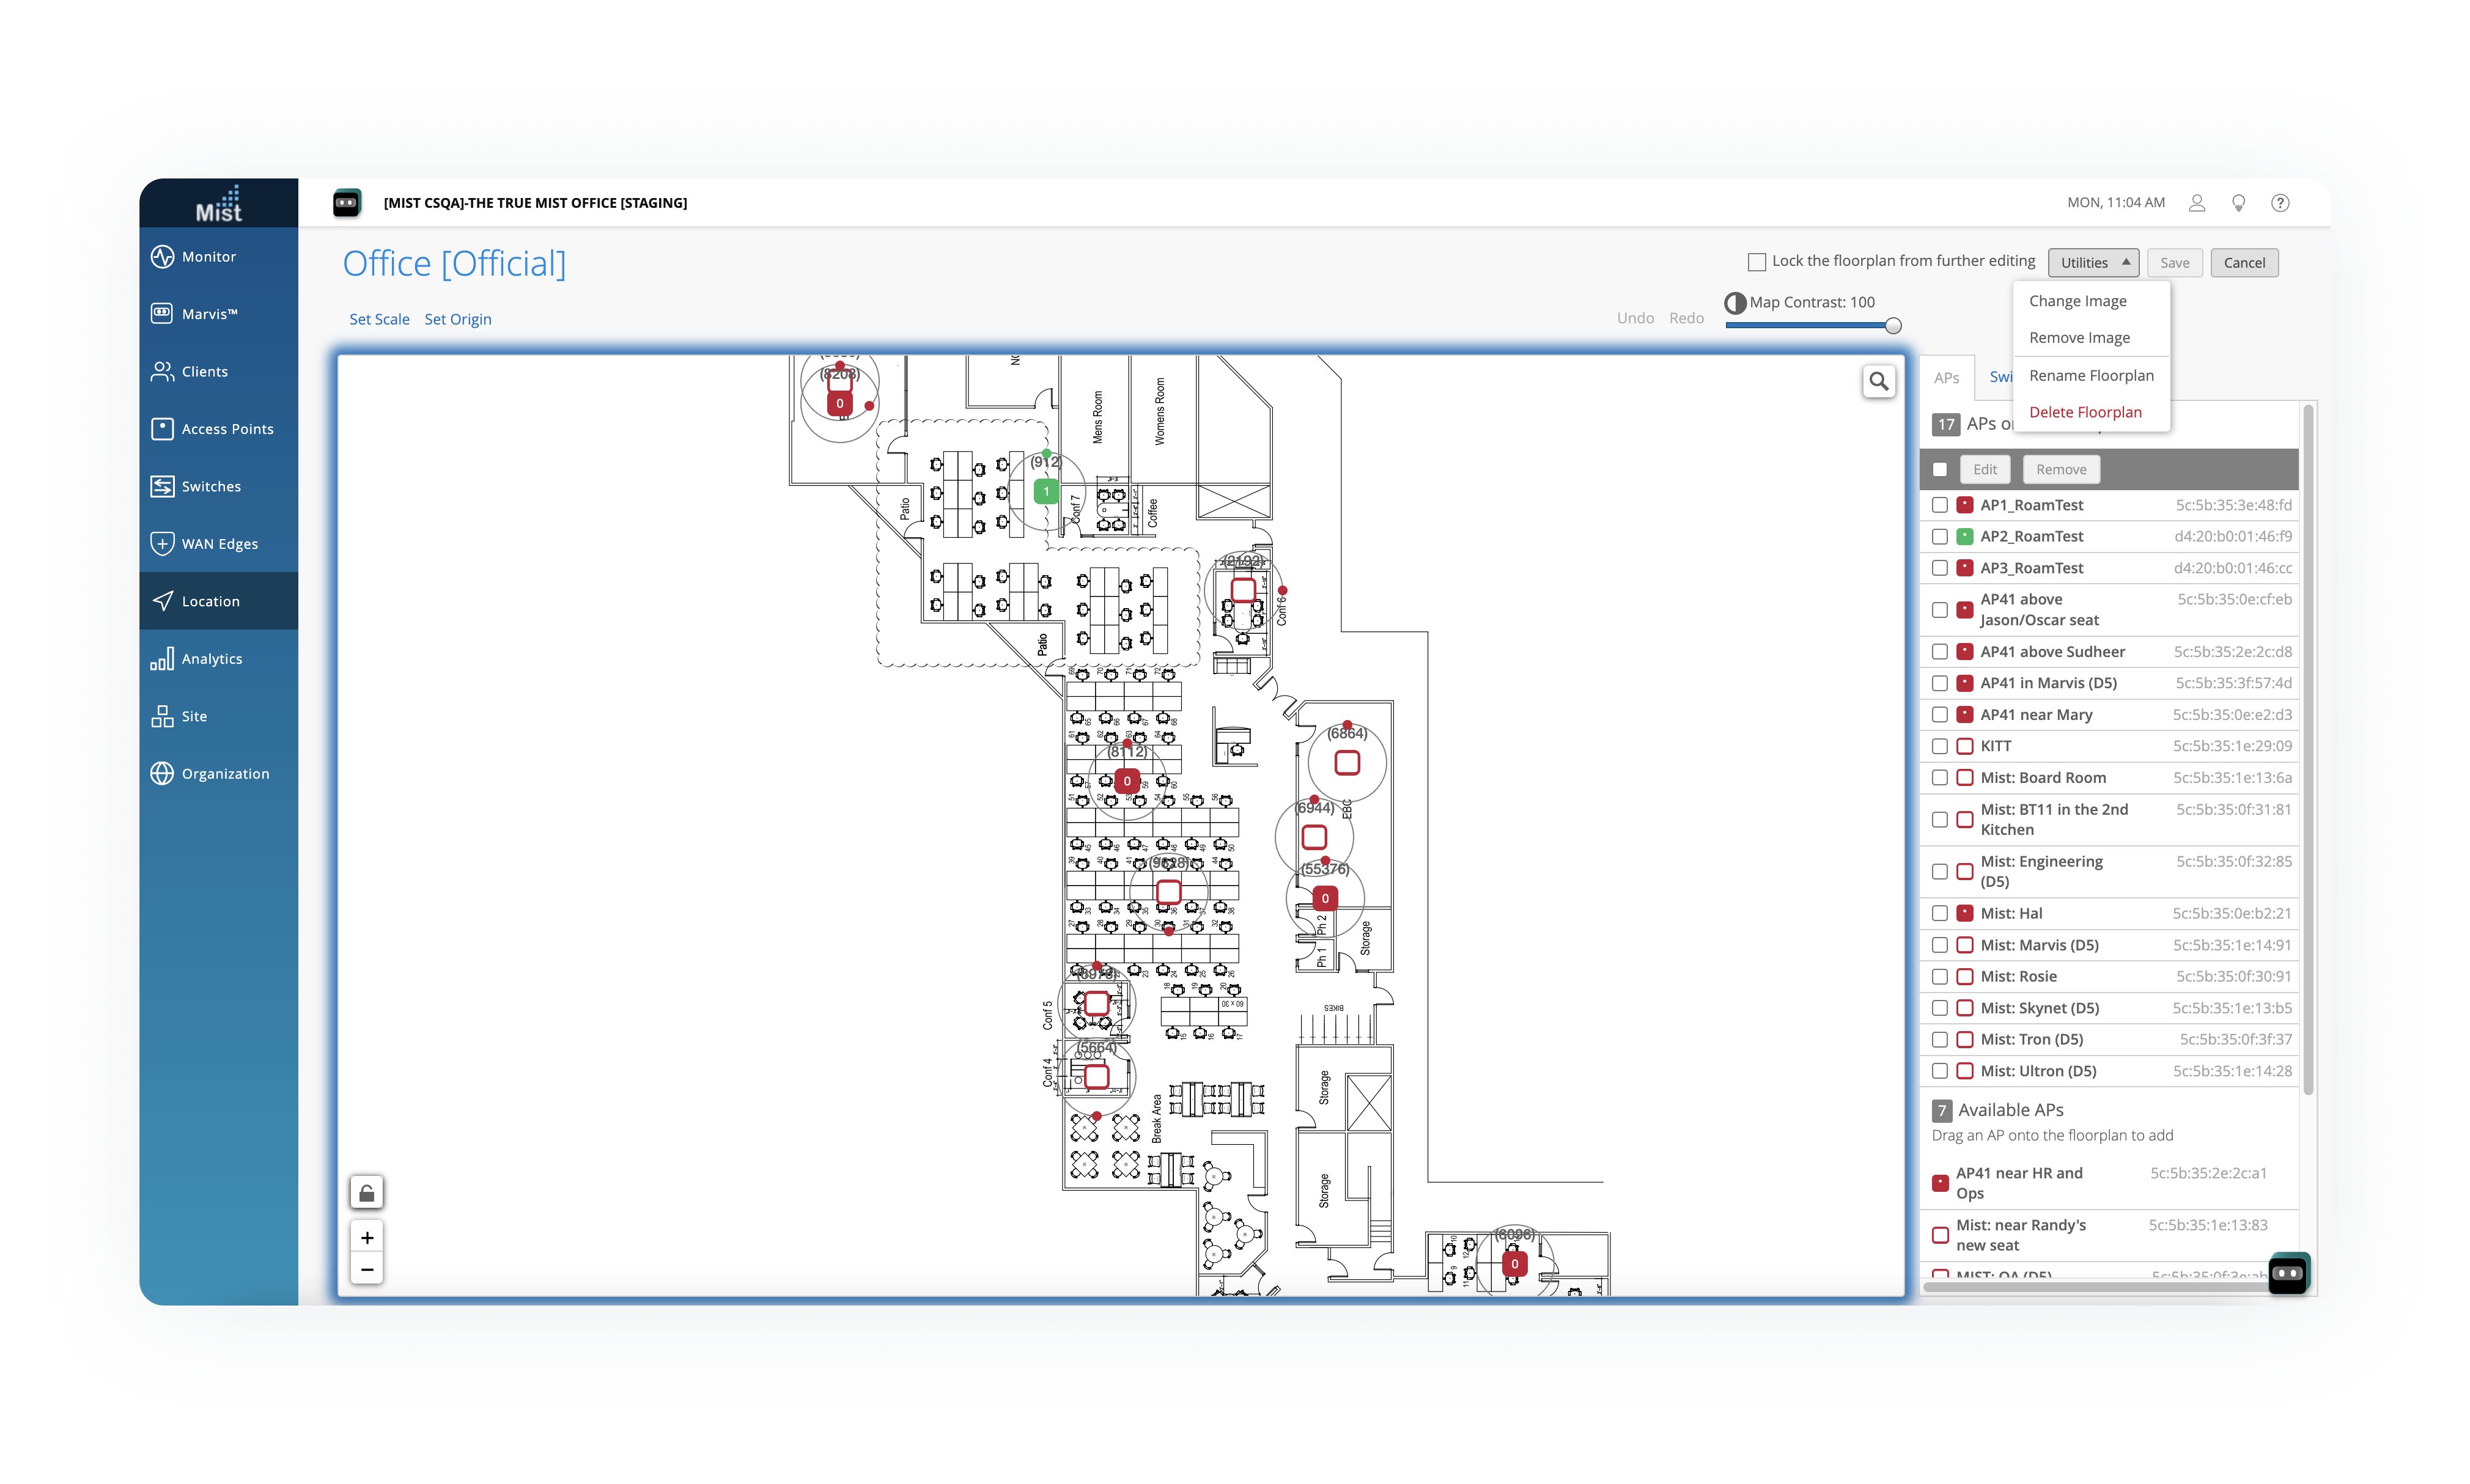 Mist
[MIST CSQA]-THE TRUE MIST OFFICE [STAGING]
MON, 11:04 AM
?
Monitor
Marvis™
Clients
Access Points
Switches
WAN Edges
Location
Analytics
Site
Organization
Office [Official]
Lock the floorplan from further editing
Utilities
Save
Cancel
Change Image
Remove Image
Rename Floorplan
Delete Floorplan
Set Scale
Set Origin
Undo
Redo
Map Contrast: 100
(8208)
0
Mens Room
Womens Room
(912)
1
Patio
Conf 7
Coffee
(2192)
Conf 6
Patio
(8112)
0
(6864)
(6944)
EBC
(55376)
0
Ph 2
Ph 1
Storage
Conf 5
60 x 30
BIKES
(5664)
Conf 4
Break Area
Storage
Storage
(6096)
0
+
−
APs
17
Edit
Remove
AP1_RoamTest
5c:5b:35:3e:48:fd
AP2_RoamTest
d4:20:b0:01:46:f9
AP3_RoamTest
d4:20:b0:01:46:cc
AP41 above
5c:5b:35:0e:cf:eb
Jason/Oscar seat
AP41 above Sudheer
5c:5b:35:2e:2c:d8
AP41 in Marvis (D5)
5c:5b:35:3f:57:4d
AP41 near Mary
5c:5b:35:0e:e2:d3
KITT
5c:5b:35:1e:29:09
Mist: Board Room
5c:5b:35:1e:13:6a
Mist: BT11 in the 2nd
5c:5b:35:0f:31:81
Kitchen
Mist: Engineering
5c:5b:35:0f:32:85
(D5)
Mist: Hal
5c:5b:35:0e:b2:21
Mist: Marvis (D5)
5c:5b:35:1e:14:91
Mist: Rosie
5c:5b:35:0f:30:91
Mist: Skynet (D5)
5c:5b:35:1e:13:b5
Mist: Tron (D5)
5c:5b:35:0f:3f:37
Mist: Ultron (D5)
5c:5b:35:1e:14:28
7 Available APs
Drag an AP onto the floorplan to add
AP41 near HR and
5c:5b:35:2e:2c:a1
Ops
Mist: near Randy's
5c:5b:35:1e:13:83
new seat
MIST: QA (D5)